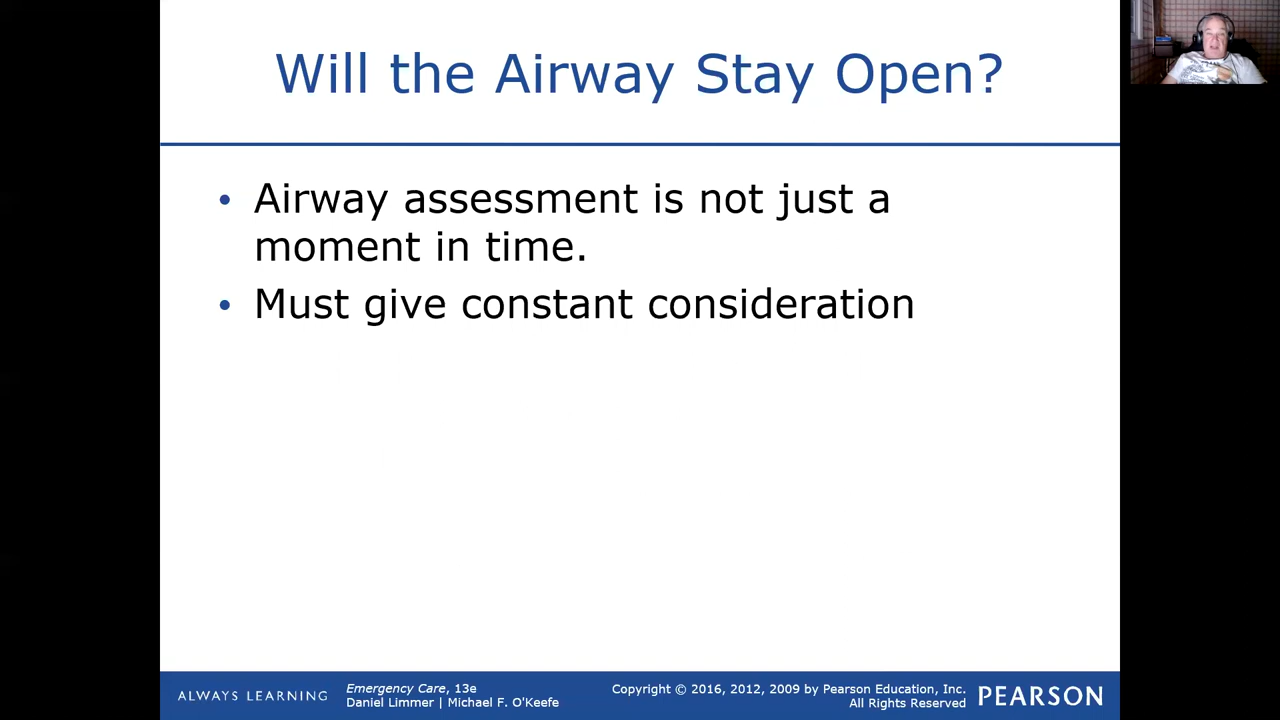 Will the Airway Stay Open?
• Airway assessment is not just a
moment in time.
• Must give constant consideration
ALWAYS LEARNING
Emergency Care, 13e
Daniel Limmer | Michael F. O'Keefe
Copyright © 2016, 2012, 2009 by Pearson Education, Inc.
All Rights Reserved
PEARSON